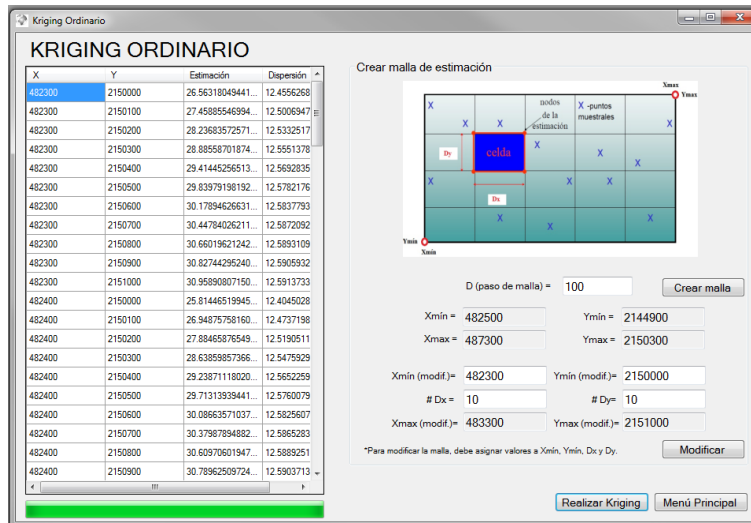 Kriging Ordinario
KRIGING ORDINARIO
X Y Estimación Dispersión
482300 2150000 26.56318049441... 12.4556268
482300 2150100 27.45885546994... 12.5006947
482300 2150200 28.23683572571... 12.5332517
482300 2150300 28.88558701874... 12.5551378
482300 2150400 29.41445256513... 12.5692835
482300 2150500 29.83979198192... 12.5782176
482300 2150600 30.17894626631... 12.5837793
482300 2150700 30.44784026211... 12.5872092
482300 2150800 30.66019621242... 12.5893109
482300 2150900 30.82744295240... 12.5905932
482300 2151000 30.95890807150... 12.5913733
482400 2150000 25.81446519945... 12.4045028
482400 2150100 26.94875758160... 12.4737198
482400 2150200 27.88465876549... 12.5190511
482400 2150300 28.63859857366... 12.5475929
482400 2150400 29.23871118020... 12.5652259
482400 2150500 29.71313939441... 12.5760079
482400 2150600 30.08663571037... 12.5825607
482400 2150700 30.37987894882... 12.5865283
482400 2150800 30.60970601947... 12.5889251
482400 2150900 30.78962509724... 12.5903713
Crear malla de estimación
Xmax
Ymax
X X X X X X X X X X X X X
nodos
de la
estimación
X -puntos
muestrales
Dy
celda
Dx
Ymín
Xmín
D (paso de malla) = 100 Crear malla
Xmín = 482500 Ymín = 2144900
Xmax = 487300 Ymax = 2150300
Xmín (modif.)= 482300 Ymín (modif.)= 2150000
# Dx = 10 # Dy= 10
Xmax (modif.)= 483300 Ymax (modif.)= 2151000
*Para modificar la malla, debe asignar valores a Xmín, Ymín, Dx y Dy. Modificar
Realizar Kriging Menú Principal